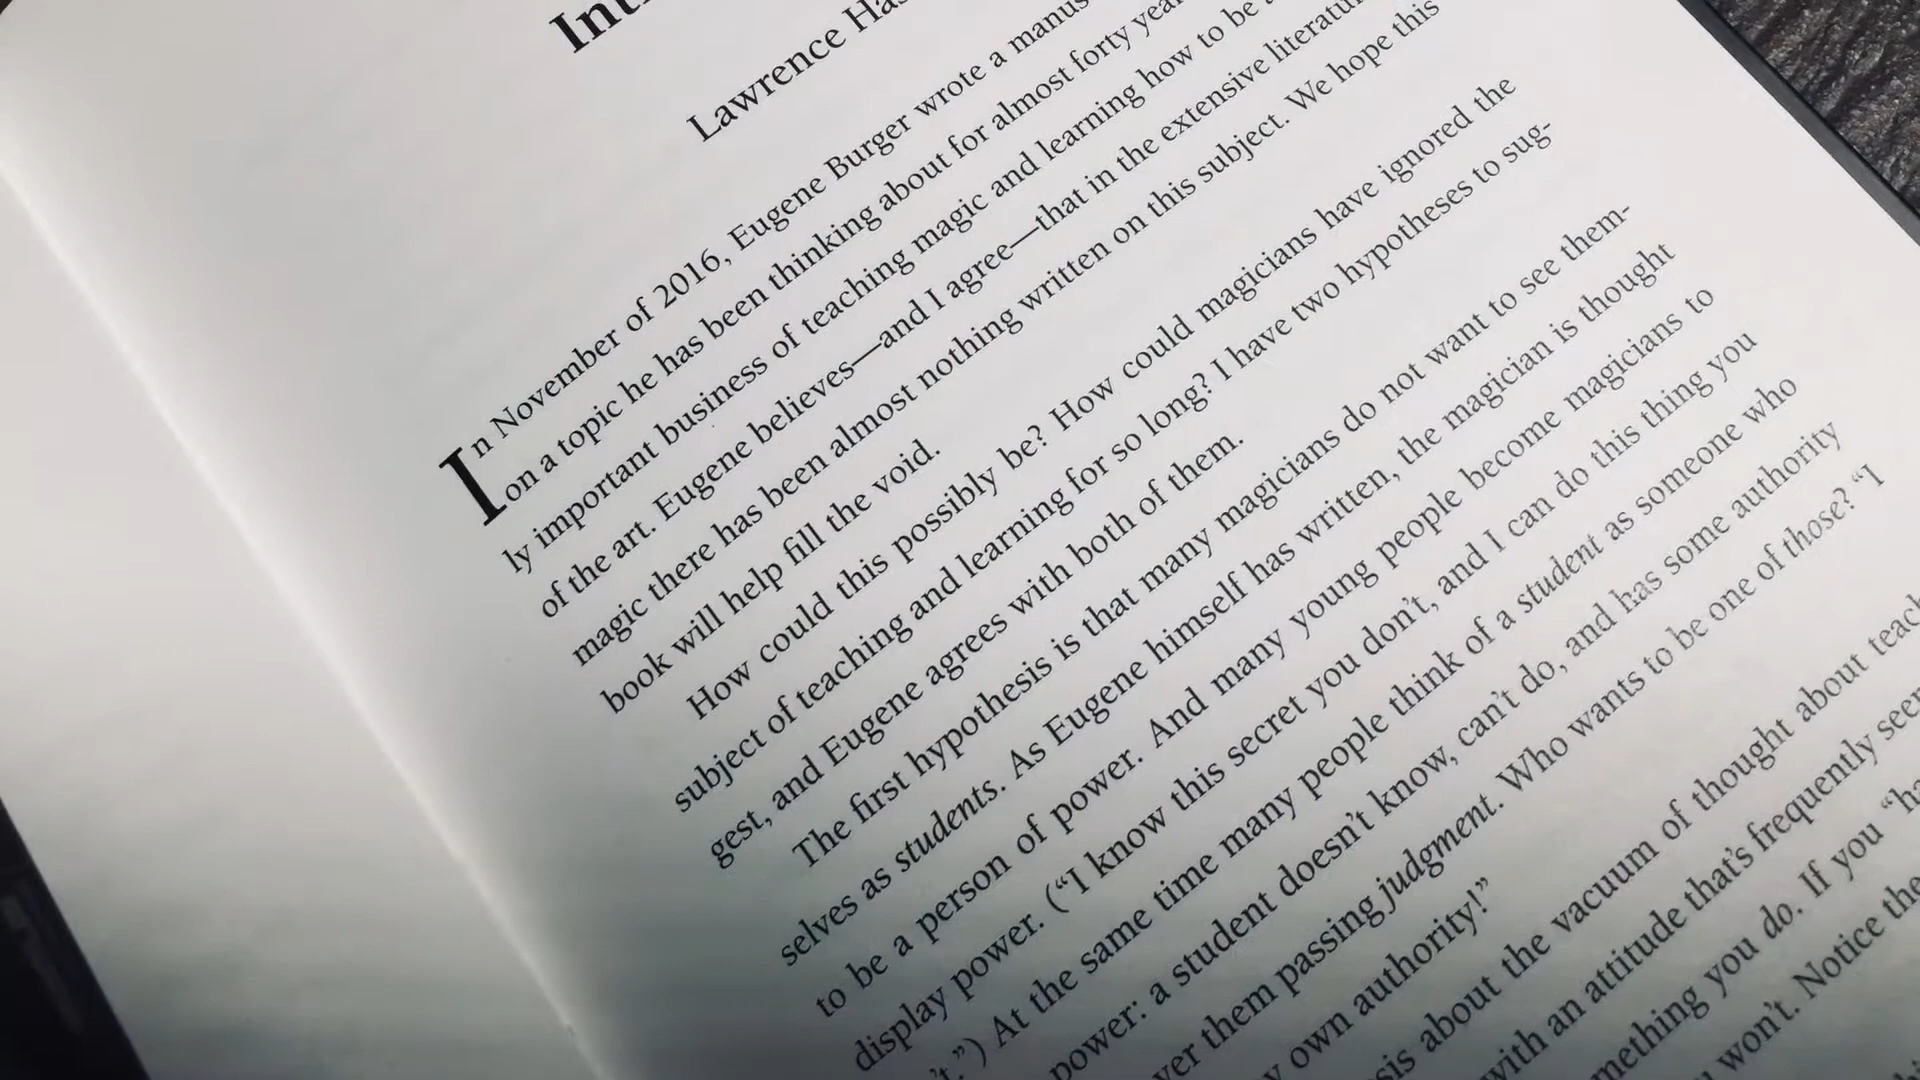 Lawrence
In November of 2016, Eugene Burger wrote a
on a topic he has been thinking about for almost forty
ly important business of teaching magic and learning how to be
of the art. Eugene believes—and I agree—that in the extensive
magic there has been almost nothing written on this subject. We hope this
book will help fill the void.
How could this possibly be? How could magicians have ignored the
subject of teaching and learning for so long? I have two hypotheses to sug-
gest, and Eugene agrees with both of them.
The first hypothesis is that many magicians do not want to see them-
selves as students. As Eugene himself has written, the magician is thought
to be a person of power. And many young people become magicians to
display power. (“I know this secret you don’t, and I can do this thing you
’t.”) At the same time many people think of a student as someone who
power: a student doesn’t know, can’t do, and has some authority
ver them passing judgment. Who wants to be one of those? “I
y own authority!”
sis about the vacuum of thought about teach
with an attitude that’s frequently
mething you do. If you
won’t. Notice the